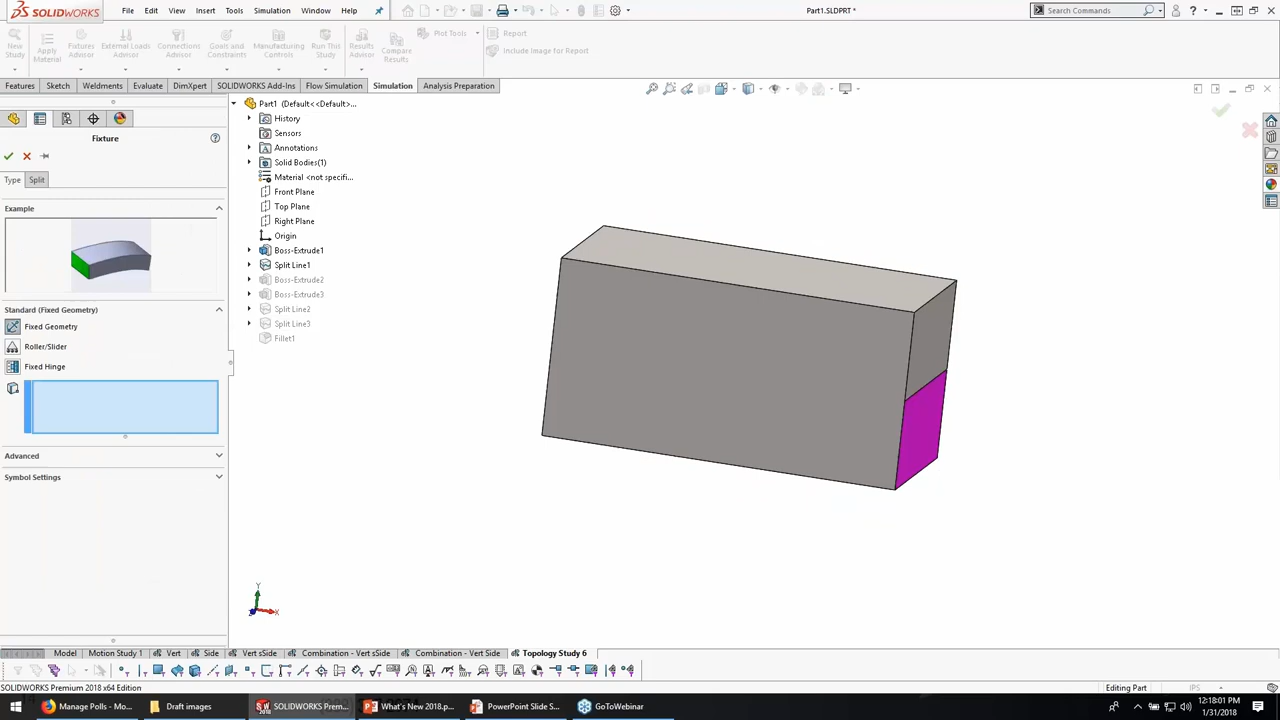 SOLIDWORKS
File Edit View Insert Tools Simulation Window Help
Part1.SLDPRT *
Search Commands
New Study
Apply Material
Fixtures Advisor
External Loads Advisor
Connections Advisor
Goals and Constraints
Manufacturing Controls
Run This Study
Results Advisor
Compare Results
Plot Tools
Report
Include Image for Report
Features Sketch Weldments Evaluate DimXpert SOLIDWORKS Add-Ins Flow Simulation Simulation Analysis Preparation
Fixture
Type Split
Example
Standard (Fixed Geometry)
Fixed Geometry
Roller/Slider
Fixed Hinge
Advanced
Symbol Settings
Part1 (Default<<Default>...
History
Sensors
Annotations
Solid Bodies(1)
Material <not specifi...
Front Plane
Top Plane
Right Plane
Origin
Boss-Extrude1
Split Line1
Boss-Extrude2
Boss-Extrude3
Split Line2
Split Line3
Fillet1
Y
X
Model Motion Study 1 Vert Side Vert sSide Combination - Vert sSide Combination - Vert Side Topology Study 6
SOLIDWORKS Premium 2018 x64 Edition
Editing Part
IPS
Manage Polls - Mo...
Draft images
SOLIDWORKS Prem...
What's New 2018.p...
PowerPoint Slide S...
GoToWebinar
12:18:01 PM
1/31/2018